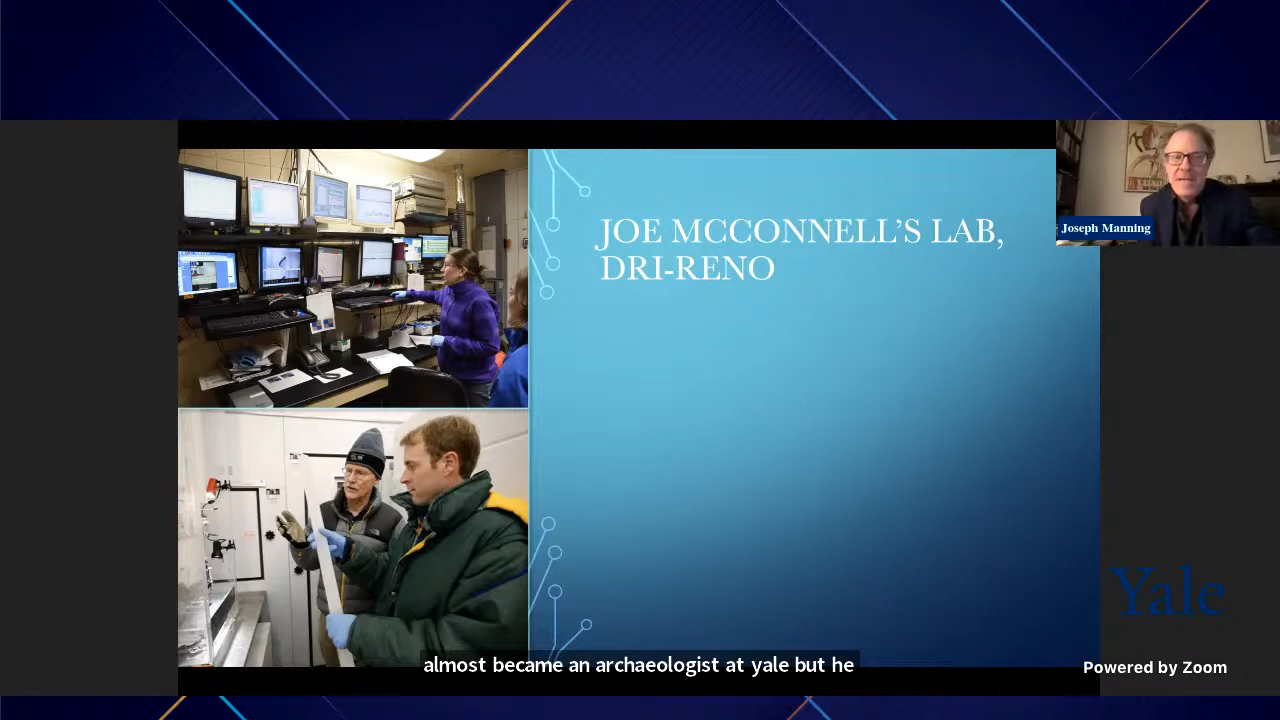 JOE MCCONNELL'S LAB,
DRI-RENO
Joseph Manning
Yale
almost became an archaeologist at yale but he
Powered by Zoom